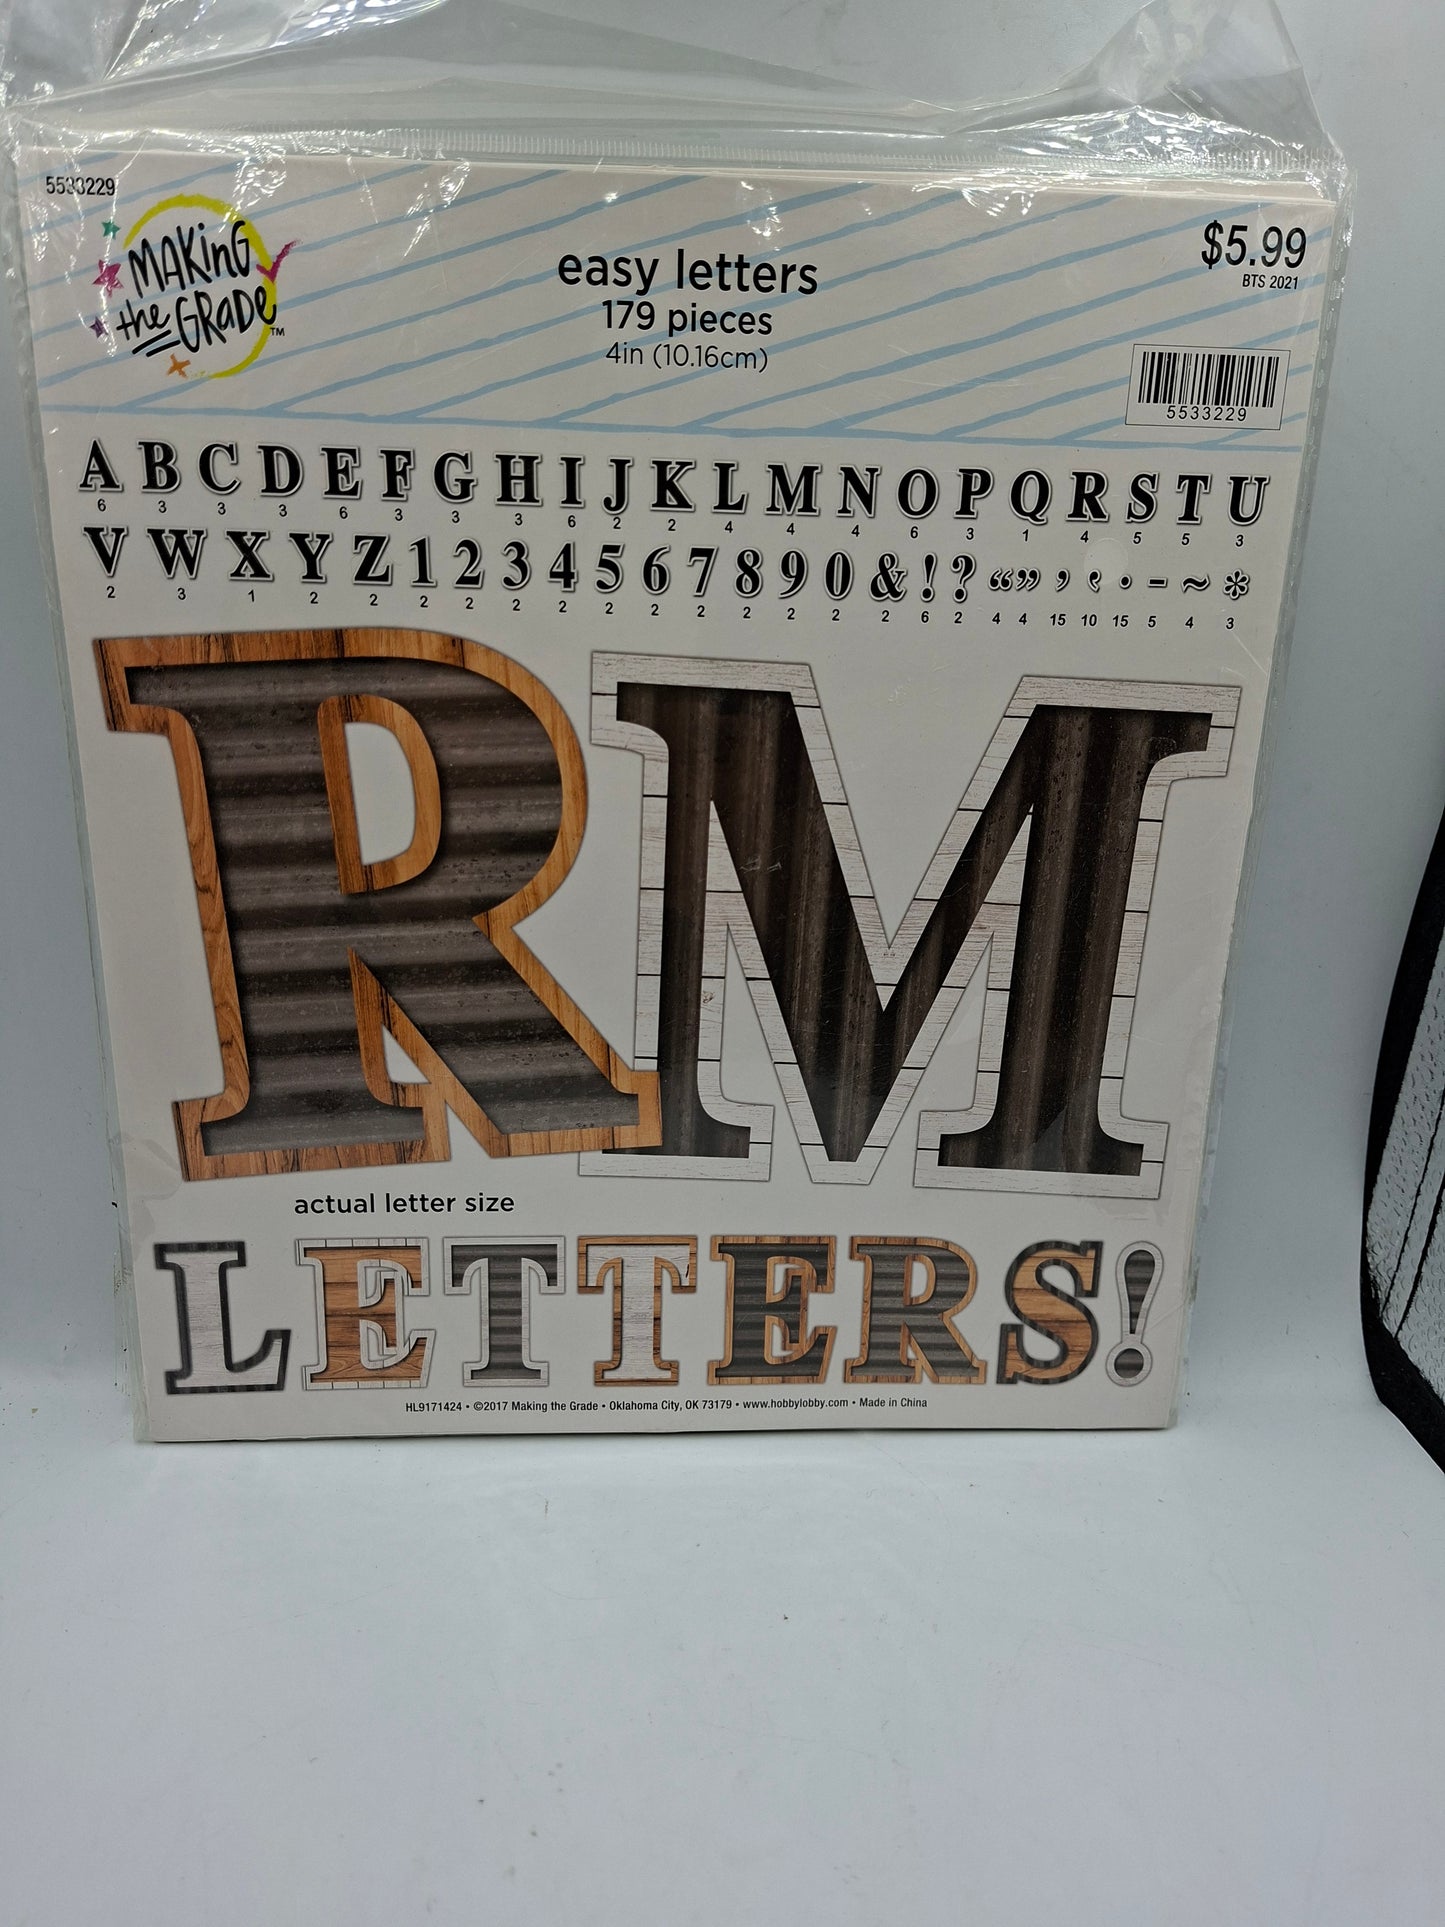 5533229
MAKING
the GRADE™
easy letters
179 pieces
4in (10.16cm)
$5.99
BTS 2021
5533229
A B C D E F G H I J K L M N O P Q R S T U
6 3 3 3 6 3 3 3 6 2 2 4 4 4 6 3 1 4 5 5 3
V W X Y Z 1 2 3 4 5 6 7 8 9 0 & ! ? “ ” ’ ‘ . - ~ *
2 3 1 2 2 2 2 2 2 2 2 2 2 2 2 2 6 2 4 4 15 10 15 5 4 3
RM
actual letter size
LETTERS!
HL9171424 • ©2017 Making the Grade • Oklahoma City, OK 73179 • www.hobbylobby.com • Made in China